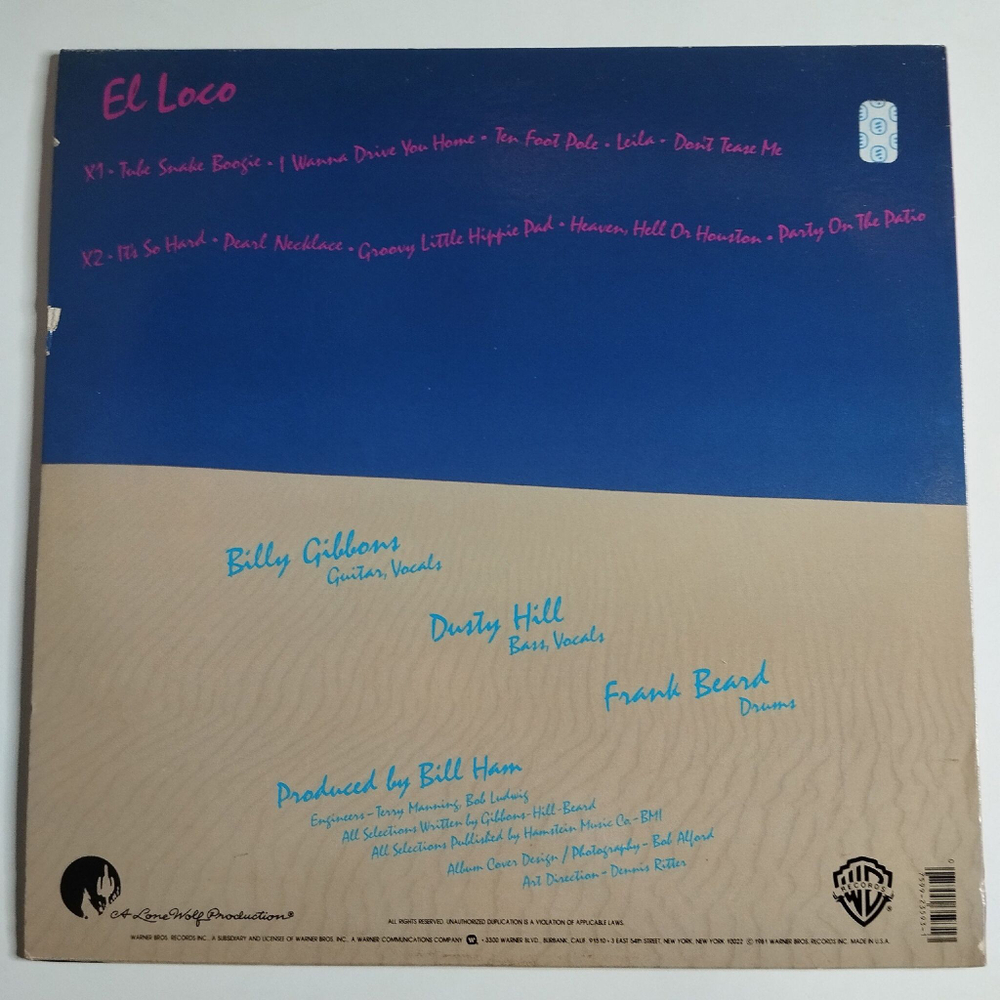 El Loco
X1 • Tube Snake Boogie • I Wanna Drive You Home • Ten Foot Pole • Leila • Don't Tease Me
X2 • It's So Hard • Pearl Necklace • Groovy Little Hippie Pad • Heaven, Hell Or Houston • Party On The Patio
Billy Gibbons
Guitar, Vocals
Dusty Hill
Bass, Vocals
Frank Beard
Drums
Produced by Bill Ham
Engineers - Terry Manning, Bob Ludwig
All Selections Written by Gibbons-Hill-Beard
All Selections Published by Hamstein Music Co.-BMI
Album Cover Design / Photography - Bob Alford
Art Direction - Dennis Ritter
A Lone Wolf Production®
RECORDS ®
ALL RIGHTS RESERVED. UNAUTHORIZED DUPLICATION IS A VIOLATION OF APPLICABLE LAWS.
WARNER BROS. RECORDS INC., A SUBSIDIARY AND LICENSEE OF WARNER BROS. INC., A WARNER COMMUNICATIONS COMPANY • 3300 WARNER BLVD., BURBANK, CALIF. 91510 • 3 EAST 54th STREET, NEW YORK, NEW YORK 10022 © 1981 WARNER BROS. RECORDS INC. MADE IN U.S.A.